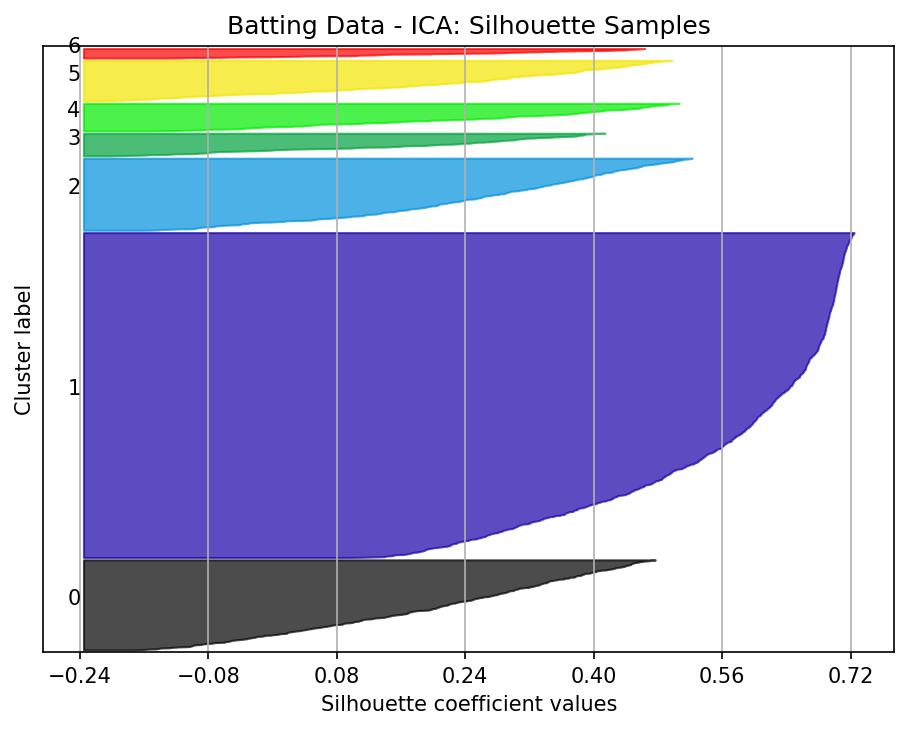 Batting Data - ICA: Silhouette Samples
6
5
4
3
2
1
0
Cluster label
−0.24 −0.08 0.08 0.24 0.40 0.56 0.72
Silhouette coefficient values